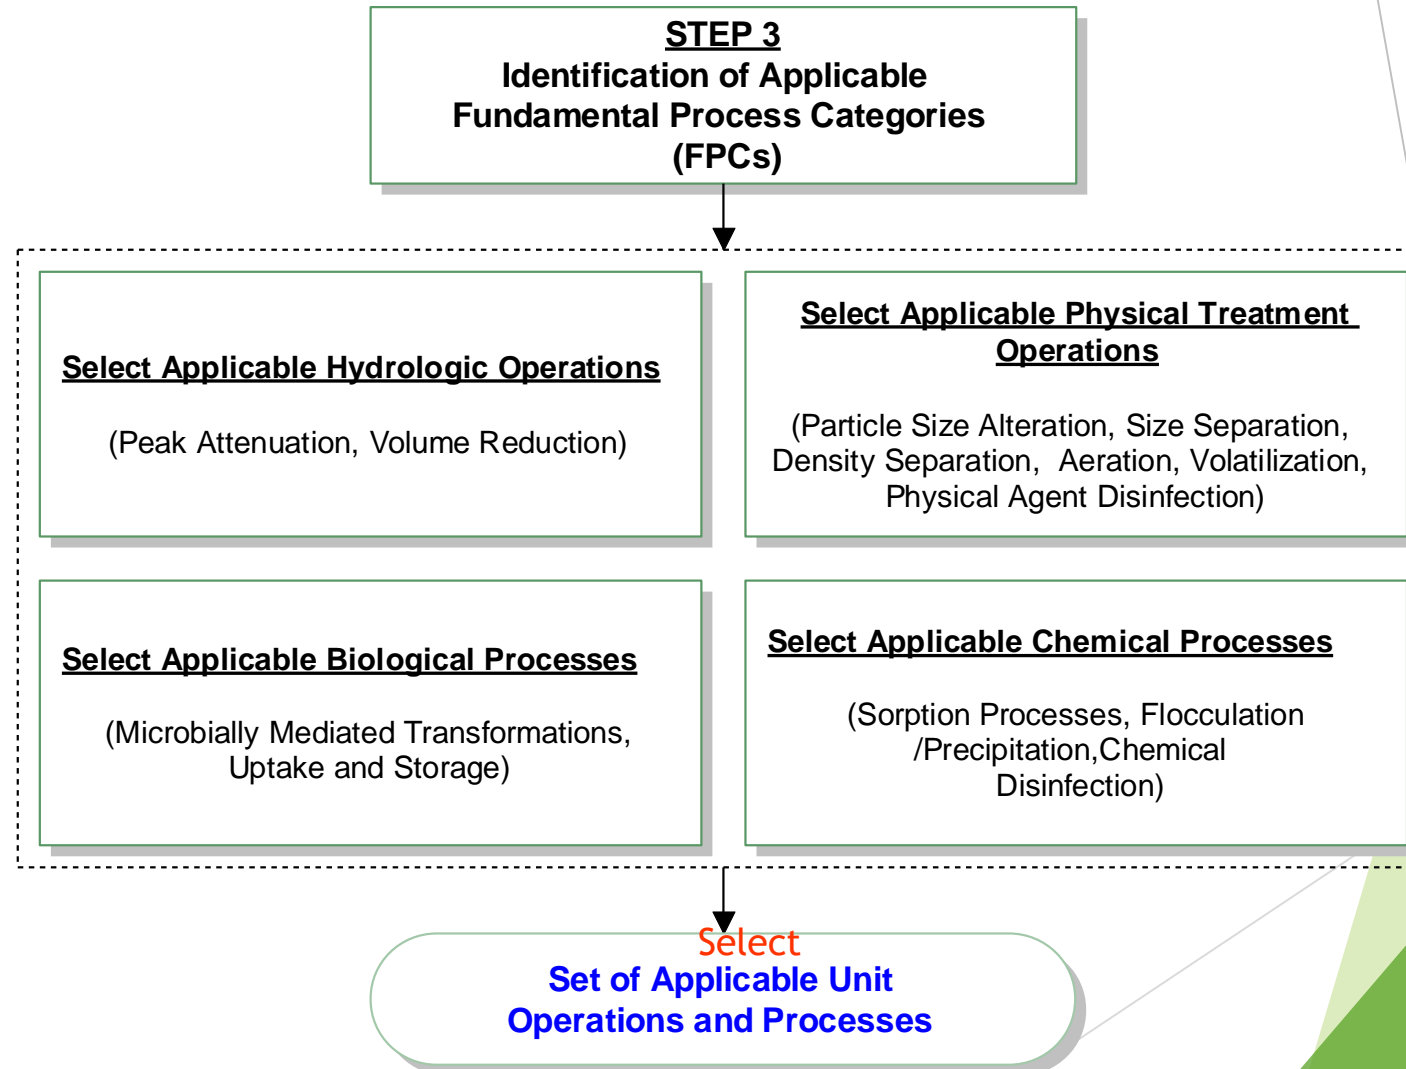 STEP 3
Identification of Applicable
Fundamental Process Categories
(FPCs)
Select Applicable Hydrologic Operations
(Peak Attenuation, Volume Reduction)
Select Applicable Physical Treatment
Operations
(Particle Size Alteration, Size Separation,
Density Separation,  Aeration, Volatilization,
Physical Agent Disinfection)
Select Applicable Biological Processes
(Microbially Mediated Transformations,
Uptake and Storage)
Select Applicable Chemical Processes
(Sorption Processes, Flocculation
/Precipitation,Chemical
Disinfection)
Select
Set of Applicable Unit
Operations and Processes